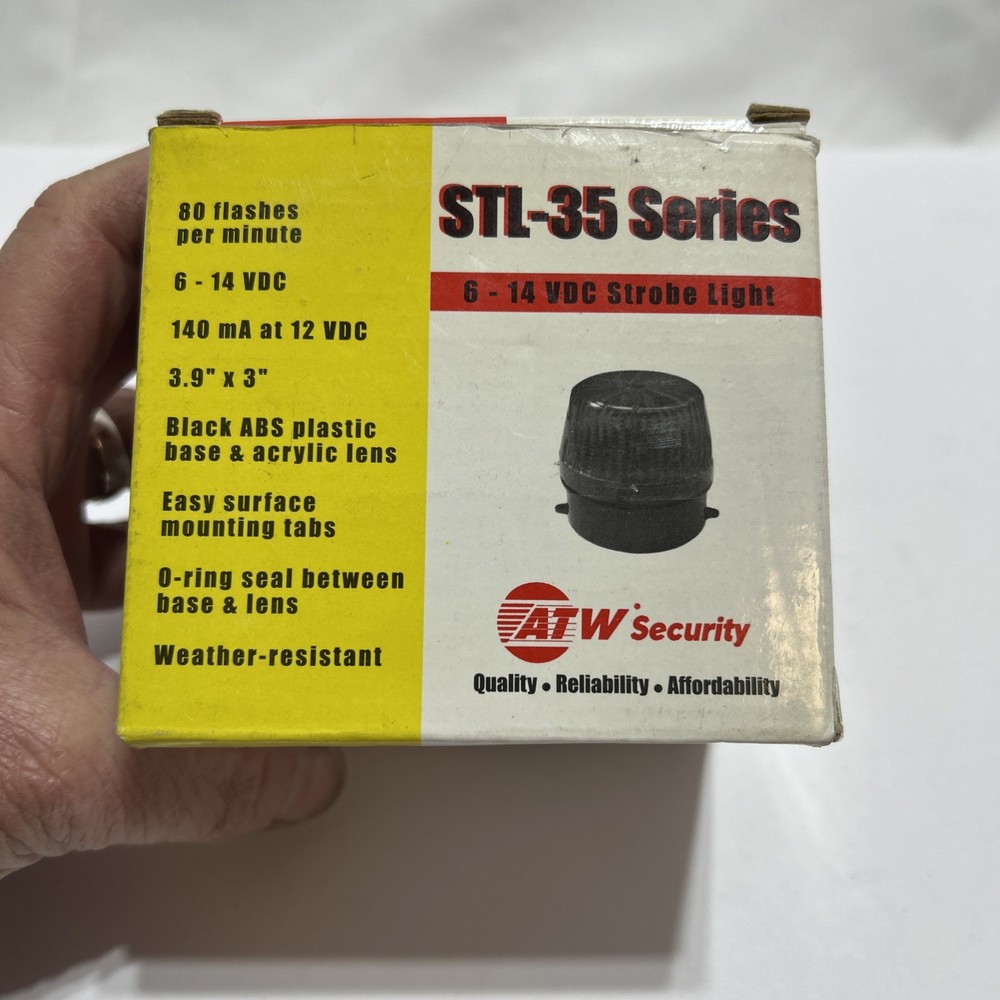 80 flashes
per minute
6 - 14 VDC
140 mA at 12 VDC
3.9" x 3"
Black ABS plastic
base & acrylic lens
Easy surface
mounting tabs
O-ring seal between
base & lens
Weather-resistant
STL-35 Series
6 - 14 VDC Strobe Light
ATW Security
Quality • Reliability • Affordability